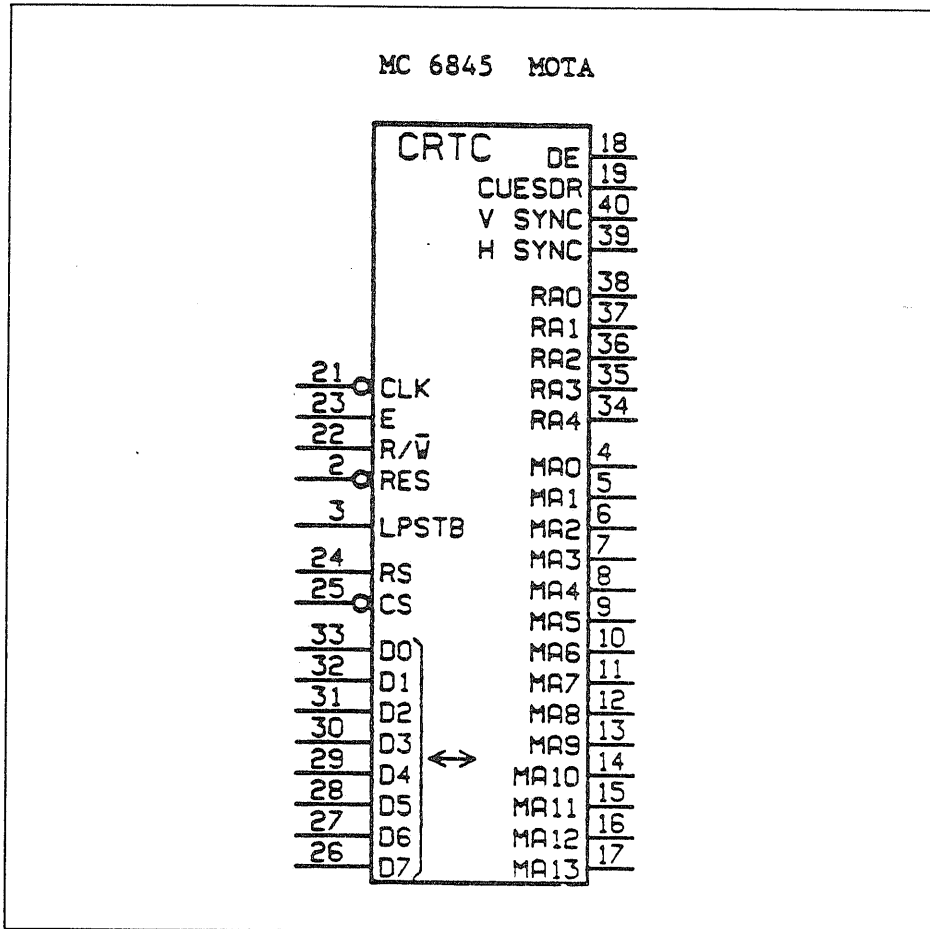 MC 6845 MOTA
CRTC
DE 18
CUESOR 19
V SYNC 40
H SYNC 39
RA0 38
RA1 37
RA2 36
RA3 35
RA4 34
21 CLK
23 E
22 R/W̅
2 RES
3 LPSTB
24 RS
25 CS
33 D0
32 D1
31 D2
30 D3
29 D4
28 D5
27 D6
26 D7
MA0 4
MA1 5
MA2 6
MA3 7
MA4 8
MA5 9
MA6 10
MA7 11
MA8 12
MA9 13
MA10 14
MA11 15
MA12 16
MA13 17